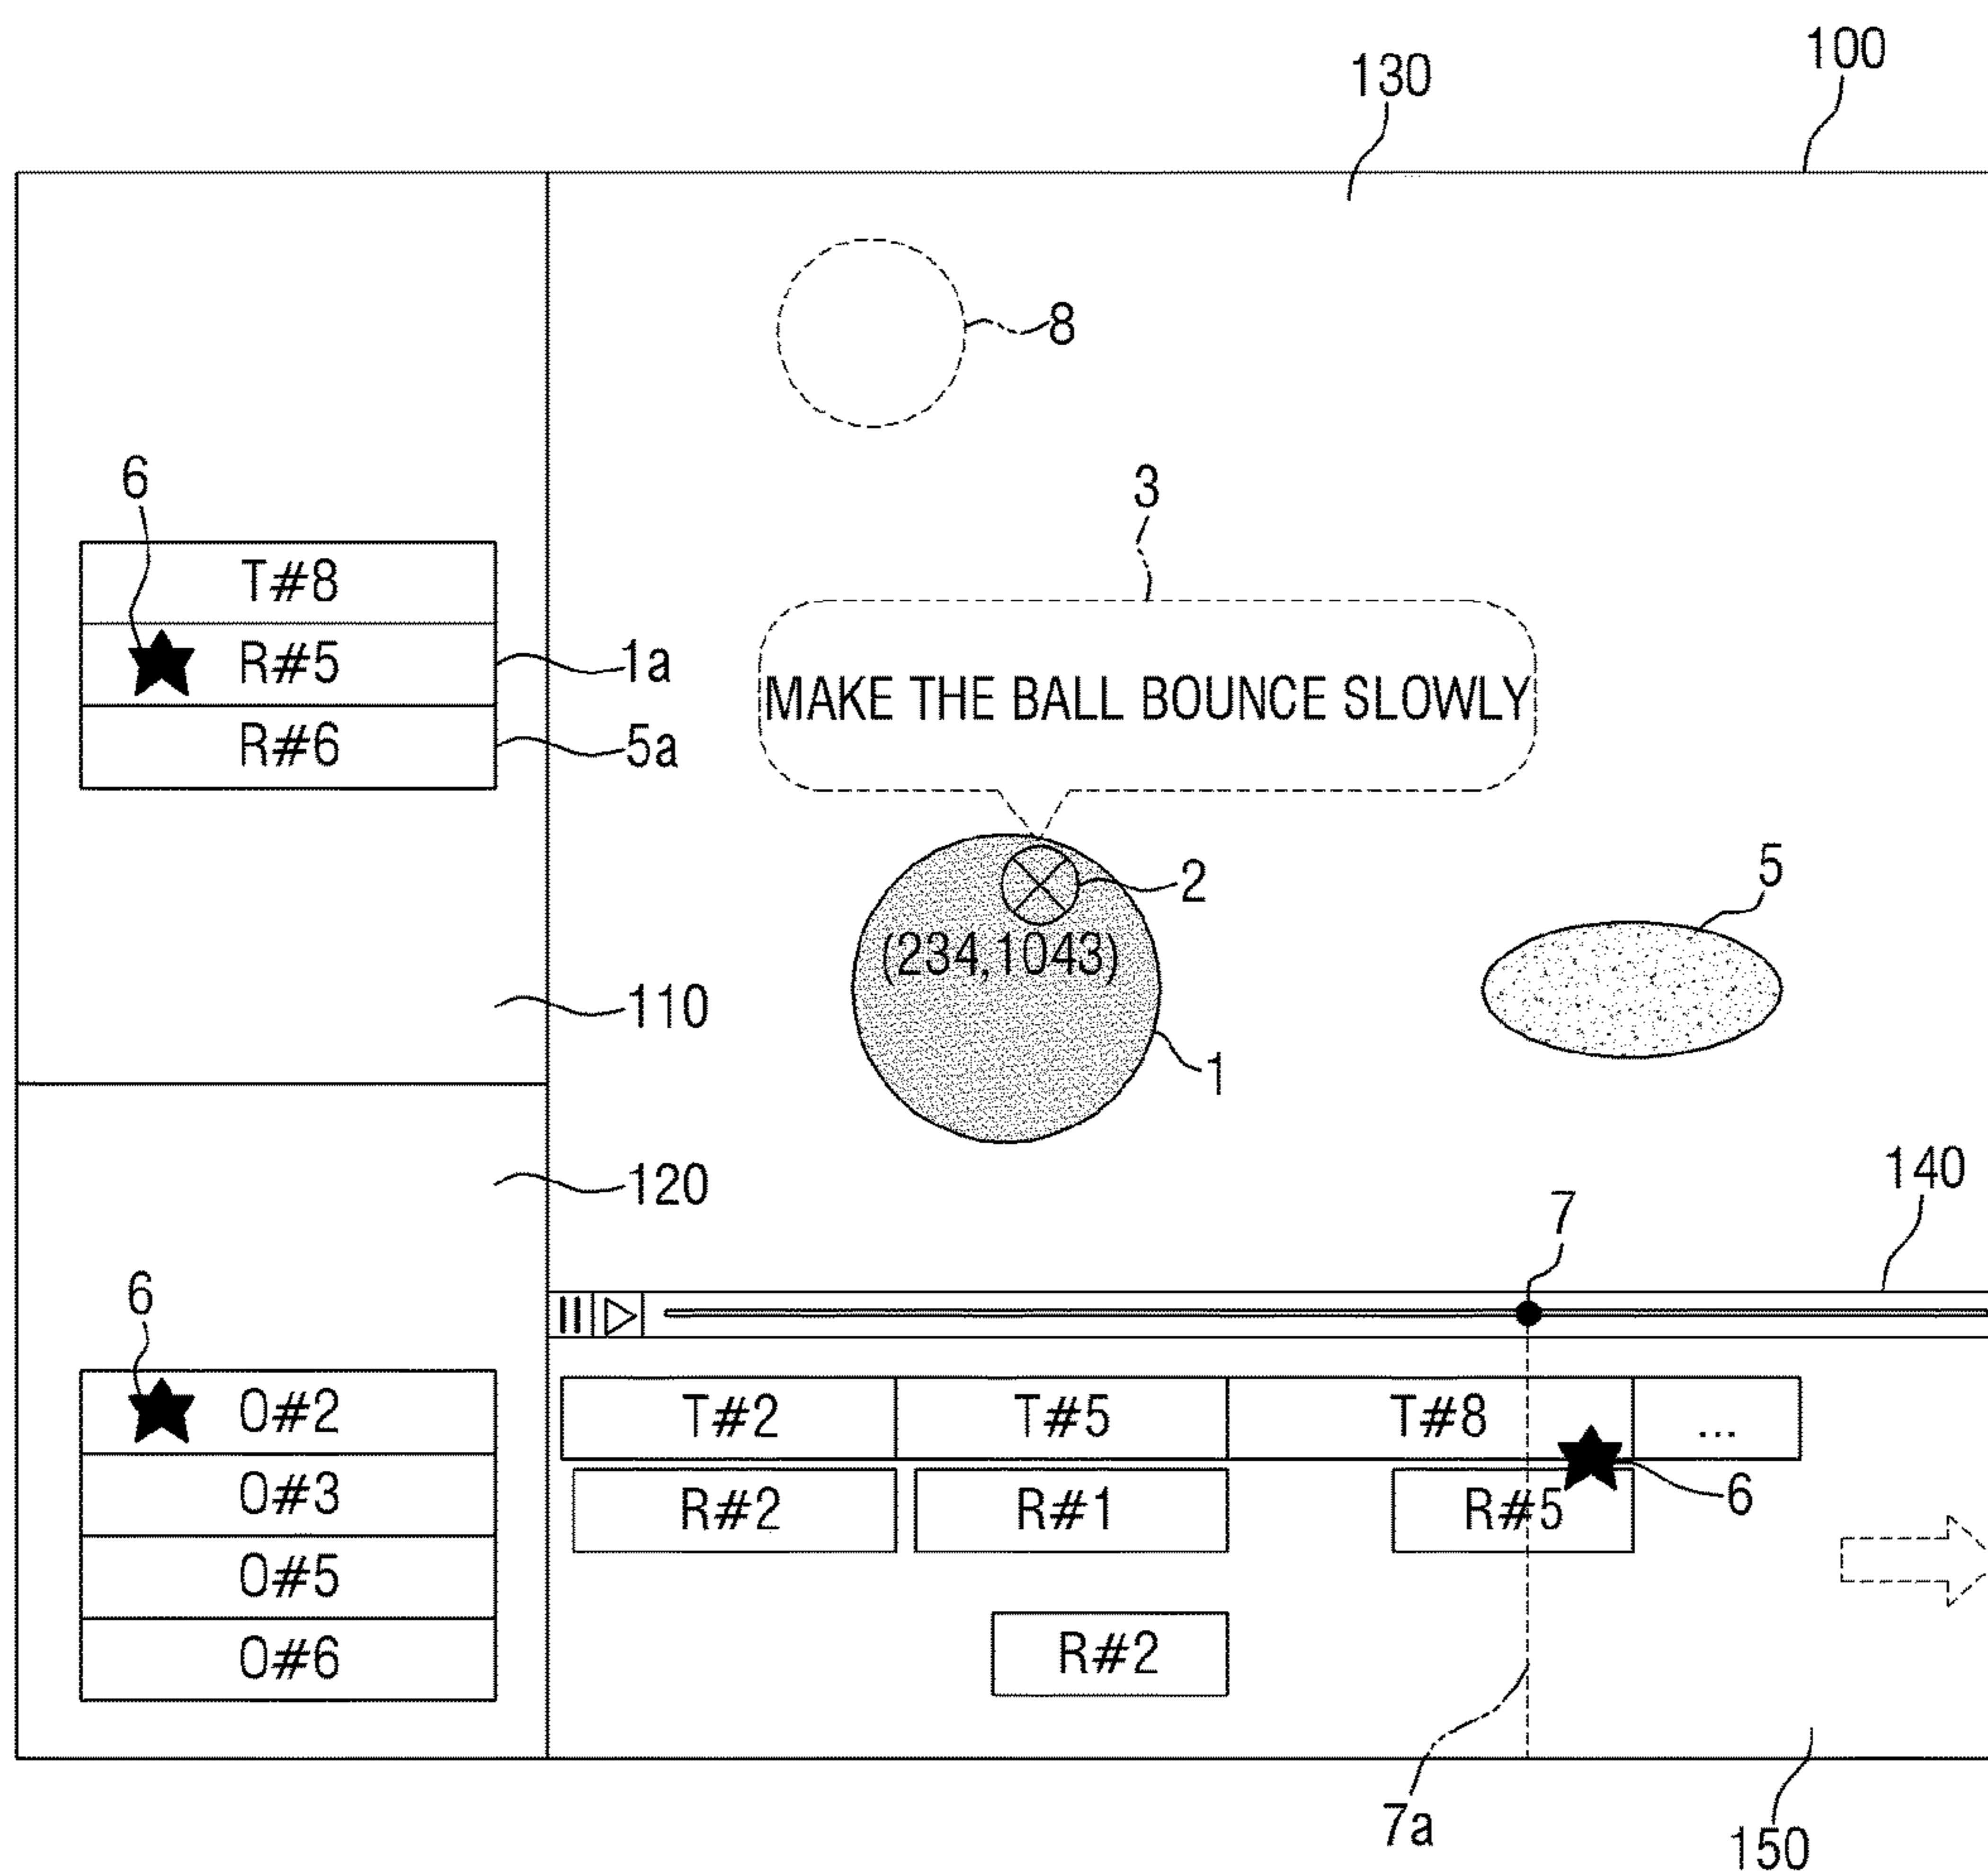 100
130
8
6
3
T#8
R#5
1a
R#6
5a
MAKE THE BALL BOUNCE SLOWLY
2
5
(234,1043)
110
1
120
140
7
6
O#2
T#2
T#5
T#8
...
O#3
R#2
R#1
R#5
6
O#5
O#6
R#2
7a
150